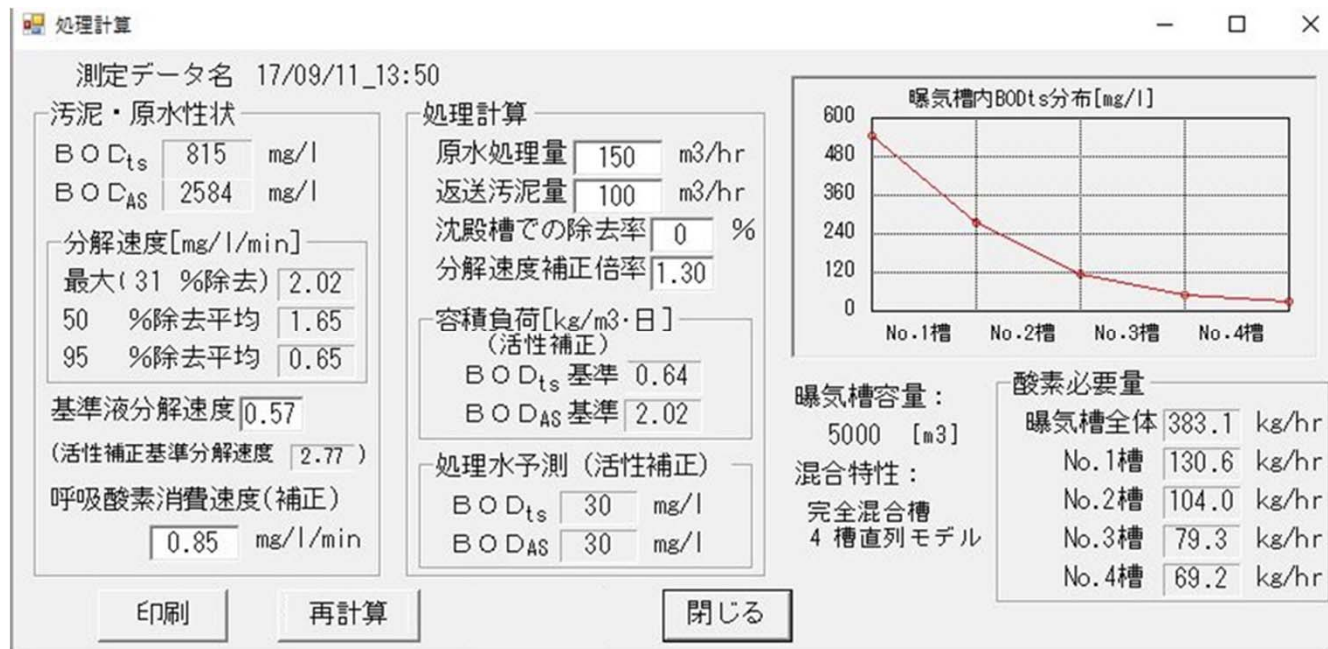 処理計算
測定データ名 17/09/11_13:50
汚泥・原水性状
BODts 815 mg/l
BODAS 2584 mg/l
分解速度[mg/l/min]
最大(31 %除去) 2.02
50 %除去平均 1.65
95 %除去平均 0.65
基準液分解速度 0.57
(活性補正基準分解速度 2.77 )
呼吸酸素消費速度(補正)
0.85 mg/l/min
処理計算
原水処理量 150 m3/hr
返送汚泥量 100 m3/hr
沈殿槽での除去率 0 %
分解速度補正倍率 1.30
容積負荷[kg/m3・日]
(活性補正)
BODts基準 0.64
BODAS基準 2.02
処理水予測(活性補正)
BODts 30 mg/l
BODAS 30 mg/l
曝気槽内BODts分布[mg/l]
600
480
360
240
120
0
No.1槽 No.2槽 No.3槽 No.4槽
曝気槽容量:
5000 [m3]
混合特性:
完全混合槽
4 槽直列モデル
酸素必要量
曝気槽全体 383.1 kg/hr
No.1槽 130.6 kg/hr
No.2槽 104.0 kg/hr
No.3槽 79.3 kg/hr
No.4槽 69.2 kg/hr
印刷 再計算 閉じる